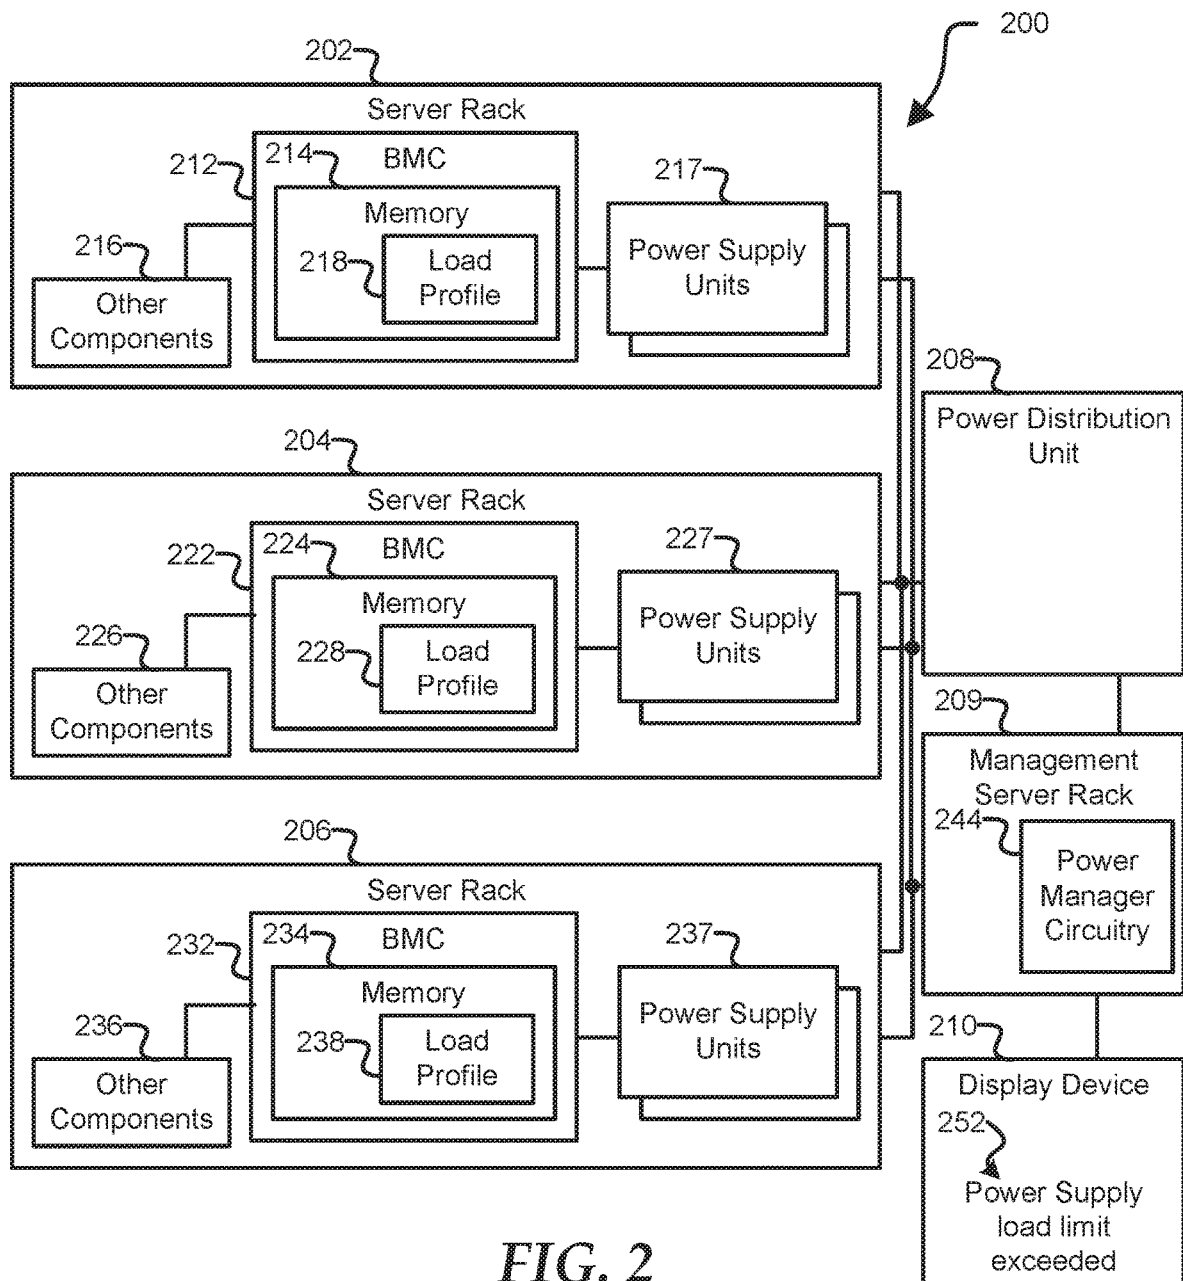 200
202
Server Rack
212
214
BMC
217
Memory
Power Supply
Units
216
218
Load
Profile
Other
Components
208
Power Distribution
Unit
204
Server Rack
222
224
BMC
227
Memory
Power Supply
Units
226
228
Load
Profile
Other
Components
209
Management
Server Rack
244
Power
Manager
Circuitry
206
Server Rack
232
234
BMC
237
Memory
Power Supply
Units
236
238
Load
Profile
Other
Components
210
Display Device
252
Power Supply
load limit
exceeded
FIG. 2